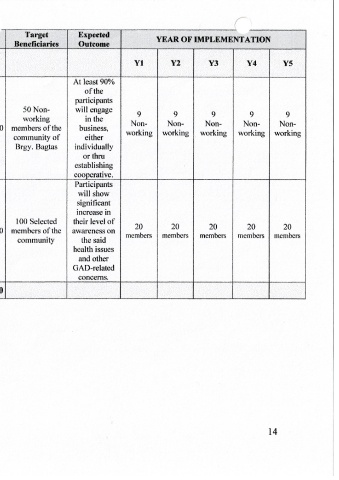 Target
Beneficiaries
Expected
Outcome
YEAR OF IMPLEMENTATION
Y1
Y2
Y3
Y4
Y5
0
50 Non-
working
members of the
community of
Brgy. Bagtas
At least 90%
of the
participants
will engage
in the
business,
either
individually
or thru
establishing
cooperative.
9
Non-
working
9
Non-
working
9
Non-
working
9
Non-
working
9
Non-
working
0
100 Selected
members of the
community
Participants
will show
significant
increase in
their level of
awareness on
the said
health issues
and other
GAD-related
concerns.
20
members
20
members
20
members
20
members
20
members
0
14